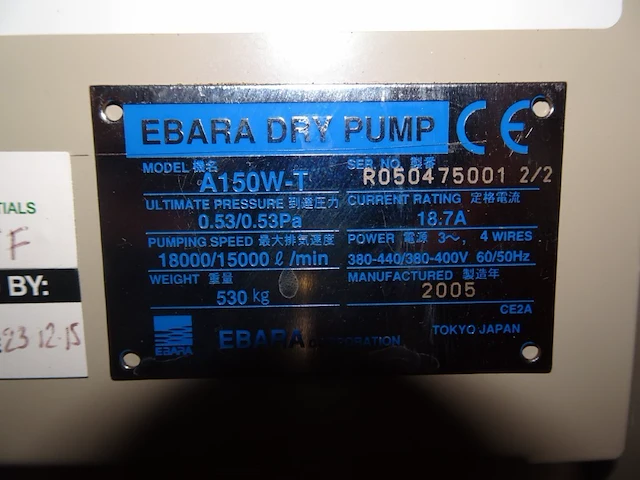 EBARA DRY PUMP CE
MODEL 機名
A150W-T
SER. NO. 製番
R050475001 2/2
ULTIMATE PRESSURE 到達圧力
0.53/0.53Pa
CURRENT RATING 定格電流
18.7A
PUMPING SPEED 最大排気速度
18000/15000 ℓ/min
POWER 電源 3~, 4 WIRES
380-440/380-400V 60/50Hz
WEIGHT 重量
530 kg
MANUFACTURED 製造年
2005
CE2A
EBARA
EBARA CORPORATION
TOKYO JAPAN
TIALS
F
BY:
23 12-15